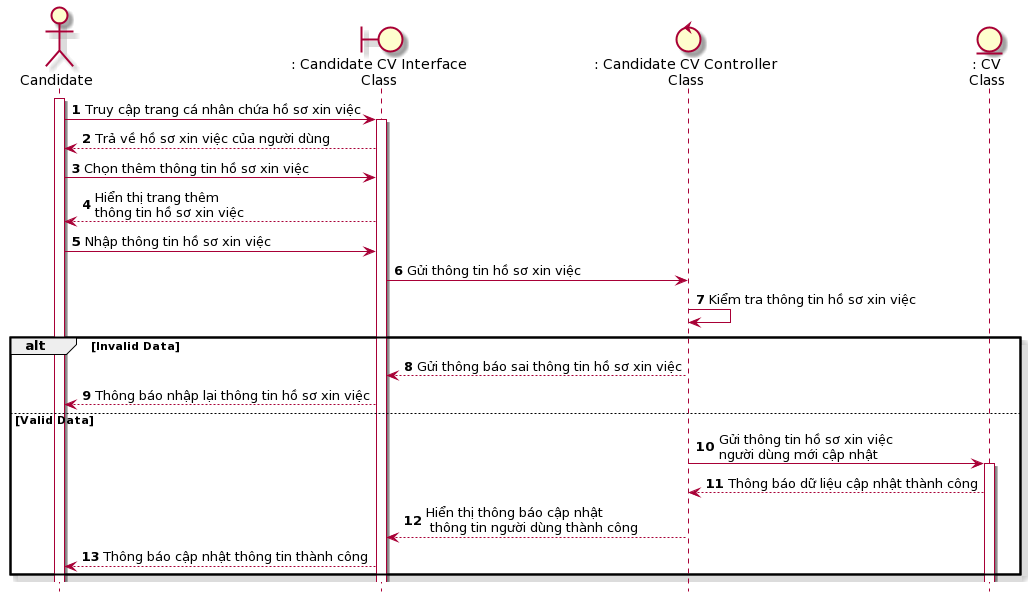 Candidate
: Candidate CV Interface
Class
: Candidate CV Controller
Class
: CV
Class
1 Truy cập trang cá nhân chứa hồ sơ xin việc
2 Trả về hồ sơ xin việc của người dùng
3 Chọn thêm thông tin hồ sơ xin việc
4 Hiển thị trang thêm
thông tin hồ sơ xin việc
5 Nhập thông tin hồ sơ xin việc
6 Gửi thông tin hồ sơ xin việc
7 Kiểm tra thông tin hồ sơ xin việc
alt [Invalid Data]
8 Gửi thông báo sai thông tin hồ sơ xin việc
9 Thông báo nhập lại thông tin hồ sơ xin việc
[Valid Data]
10 Gửi thông tin hồ sơ xin việc
người dùng mới cập nhật
11 Thông báo dữ liệu cập nhật thành công
12 Hiển thị thông báo cập nhật
thông tin người dùng thành công
13 Thông báo cập nhật thông tin thành công